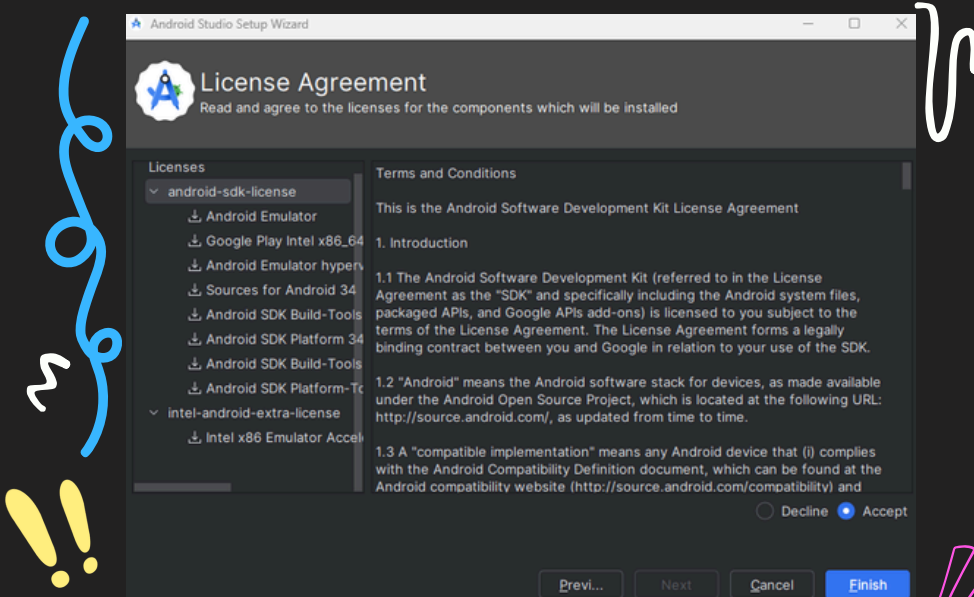 Android Studio Setup Wizard
License Agreement
Read and agree to the licenses for the components which will be installed
Licenses
android-sdk-license
Android Emulator
Google Play Intel x86_64
Android Emulator hyperv
Sources for Android 34
Android SDK Build-Tools
Android SDK Platform 34
Android SDK Build-Tools
Android SDK Platform-To
intel-android-extra-license
Intel x86 Emulator Accel
Terms and Conditions
This is the Android Software Development Kit License Agreement
1. Introduction
1.1 The Android Software Development Kit (referred to in the License
Agreement as the "SDK" and specifically including the Android system files,
packaged APIs, and Google APIs add-ons) is licensed to you subject to the
terms of the License Agreement. The License Agreement forms a legally
binding contract between you and Google in relation to your use of the SDK.
1.2 "Android" means the Android software stack for devices, as made available
under the Android Open Source Project, which is located at the following URL:
http://source.android.com/, as updated from time to time.
1.3 A "compatible implementation" means any Android device that (i) complies
with the Android Compatibility Definition document, which can be found at the
Android compatibility website (http://source.android.com/compatibility) and
Decline
Accept
Previ...
Next
Cancel
Finish